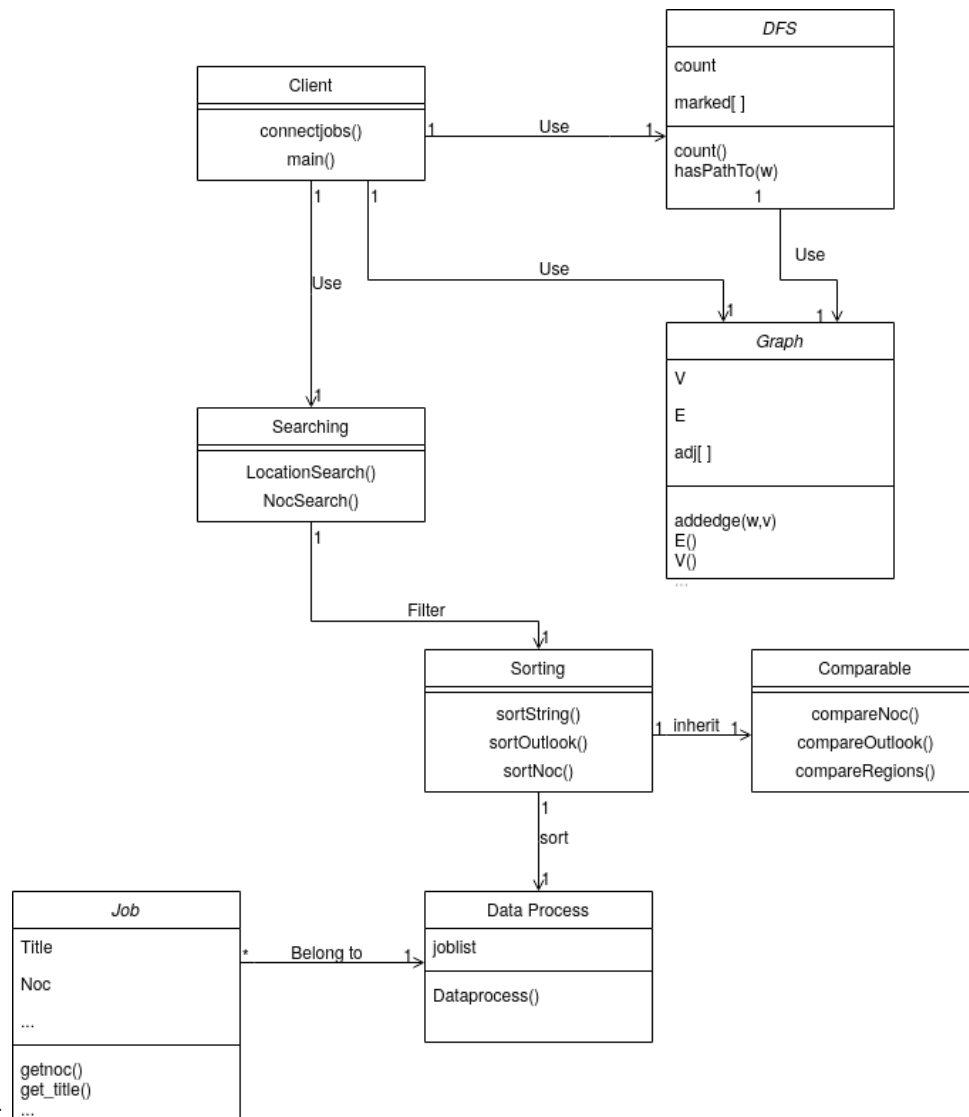 DFS
count
marked[ ]
count()
hasPathTo(w)
1
Client
connectjobs()
main()
1
Use
1
1
1
Use
Use
Use
1
1
1
Graph
V
E
adj[ ]
addedge(w,v)
E()
V()
...
Searching
LocationSearch()
NocSearch()
1
Filter
1
Sorting
sortString()
sortOutlook()
sortNoc()
1
inherit
1
Comparable
compareNoc()
compareOutlook()
compareRegions()
1
sort
1
Job
Title
Noc
...
getnoc()
get_title()
...
*
Belong to
1
Data Process
joblist
Dataprocess()